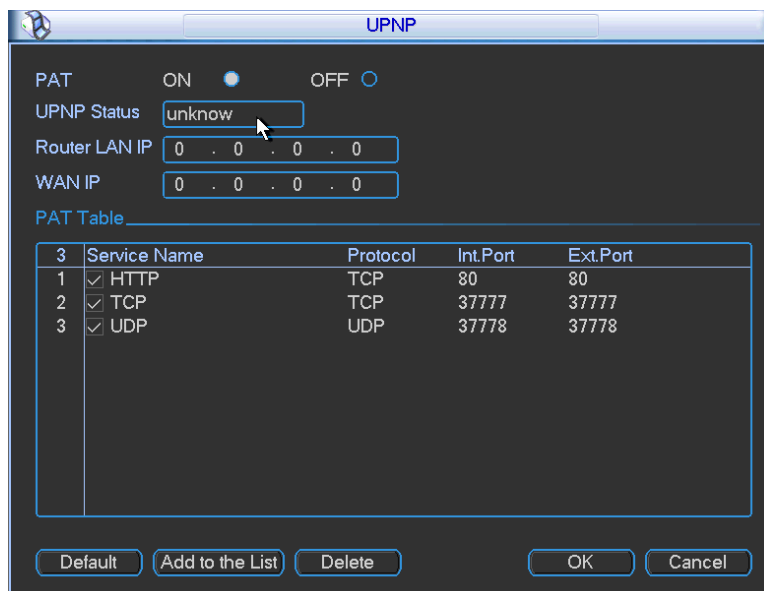 UPNP
PAT ON OFF
UPNP Status unknow
Router LAN IP 0 . 0 . 0 . 0
WAN IP 0 . 0 . 0 . 0
PAT Table
3 Service Name Protocol Int.Port Ext.Port
1 HTTP TCP 80 80
2 TCP TCP 37777 37777
3 UDP UDP 37778 37778
Default Add to the List Delete OK Cancel